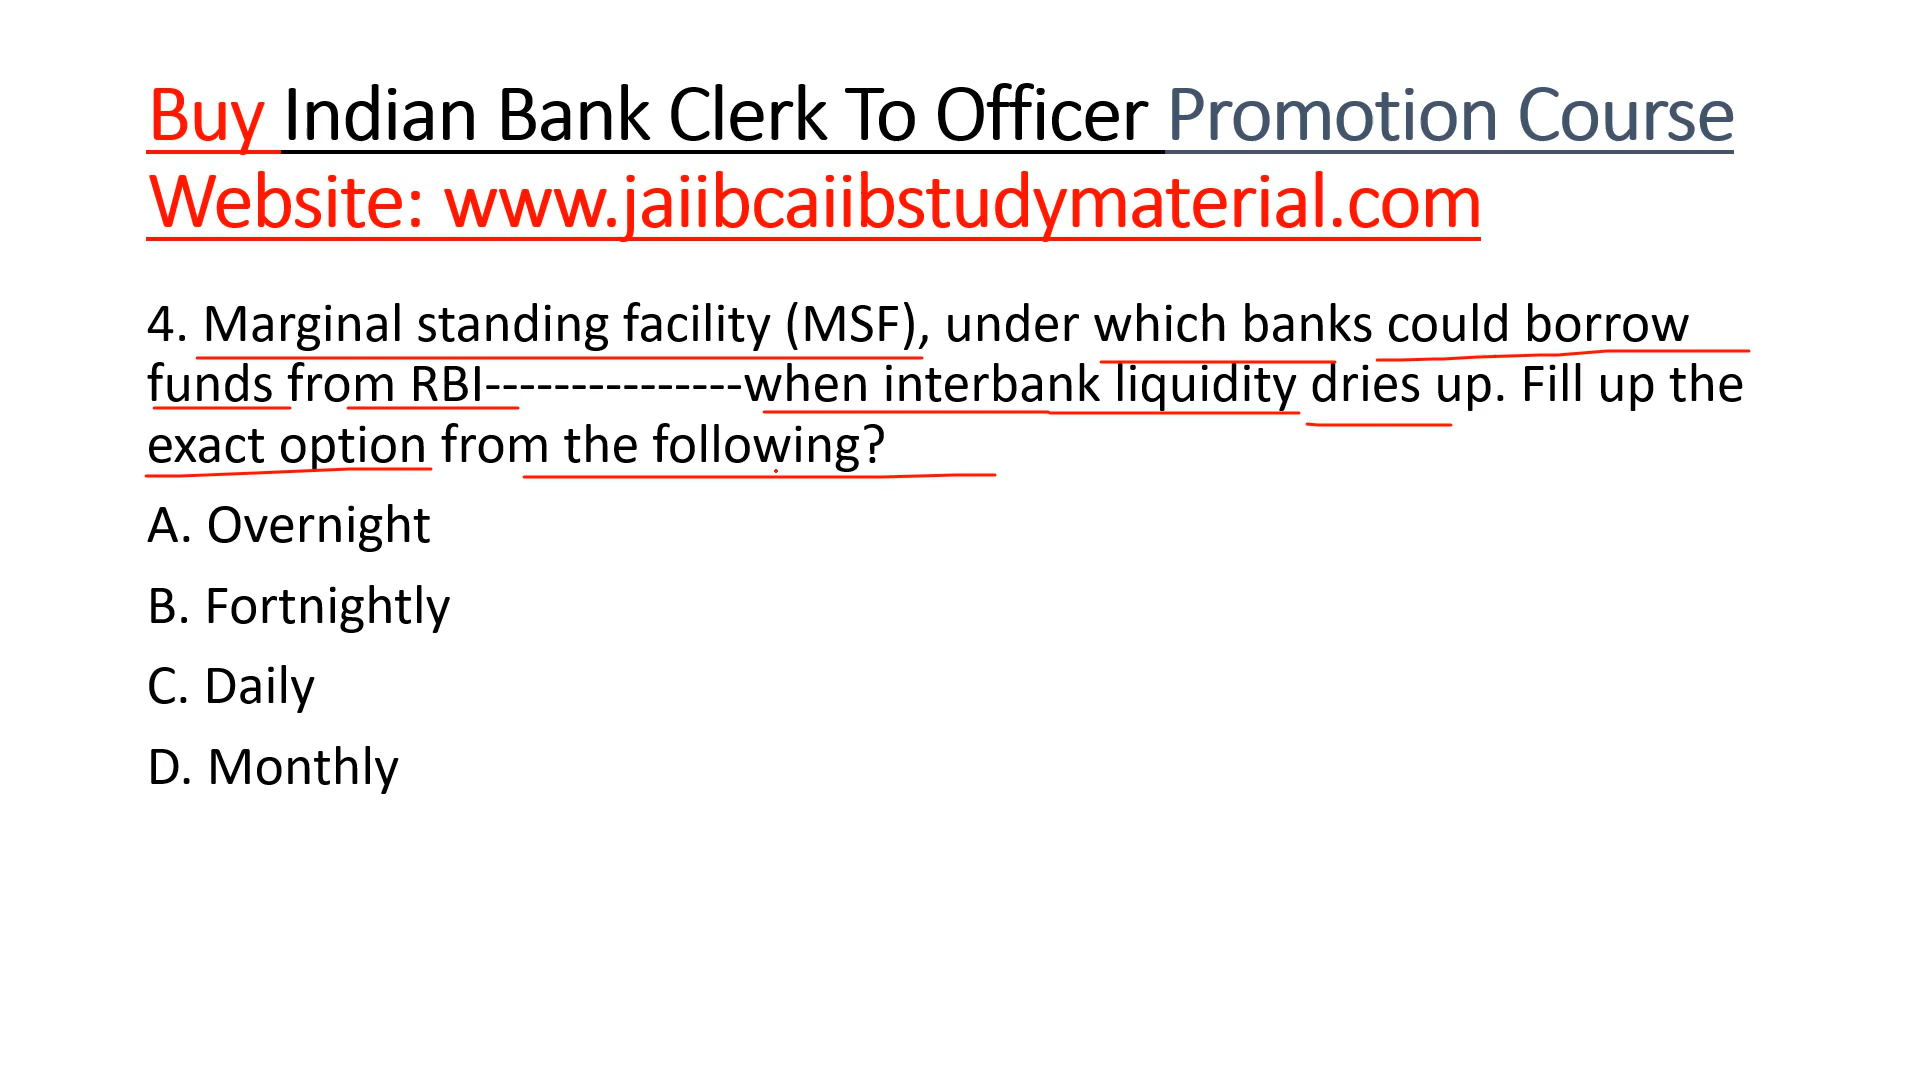 Buy Indian Bank Clerk To Officer Promotion Course
Website: www.jaiibcaiibstudymaterial.com
4. Marginal standing facility (MSF), under which banks could borrow
funds from RBI---------------when interbank liquidity dries up. Fill up the
exact option from the following?
A. Overnight
B. Fortnightly
C. Daily
D. Monthly